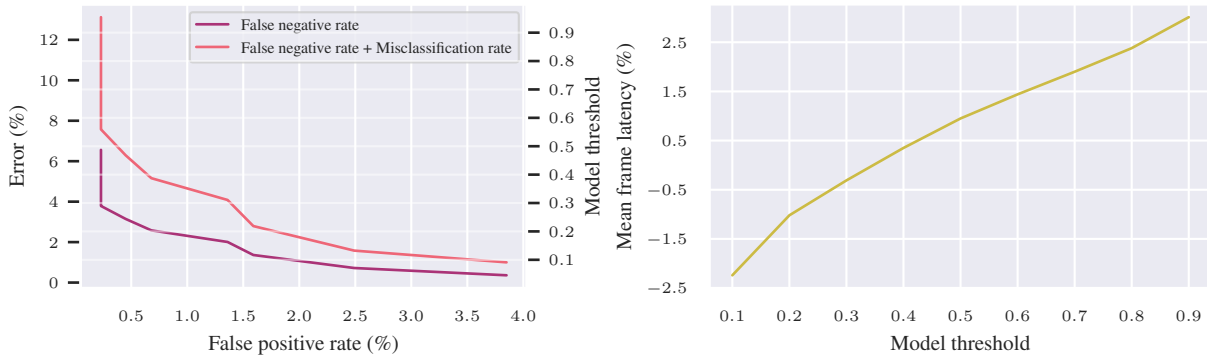 False negative rate
False negative rate + Misclassification rate
12
10
8
6
4
2
0
Error (%)
0.9
0.8
0.7
0.6
0.5
0.4
0.3
0.2
0.1
Model threshold
0.5 1.0 1.5 2.0 2.5 3.0 3.5 4.0
False positive rate (%)
2.5
1.5
0.5
−0.5
−1.5
−2.5
Mean frame latency (%)
0.1 0.2 0.3 0.4 0.5 0.6 0.7 0.8 0.9
Model threshold